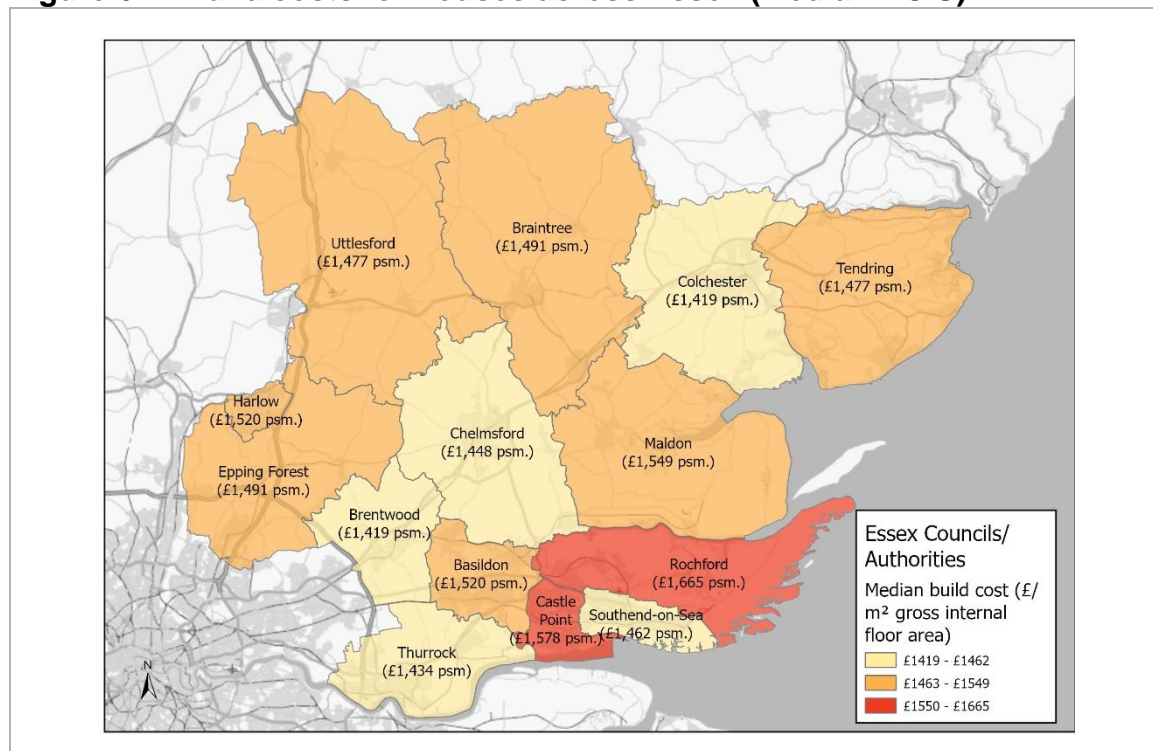 Uttlesford
(£1,477 psm.)
Braintree
(£1,491 psm.)
Colchester
(£1,419 psm.)
Tendring
(£1,477 psm.)
Harlow
(£1,520 psm.)
Epping Forest
(£1,491 psm.)
Chelmsford
(£1,448 psm.)
Maldon
(£1,549 psm.)
Brentwood
(£1,419 psm.)
Basildon
(£1,520 psm.)
Rochford
(£1,665 psm.)
Castle
Point
(£1,578 psm.)
Southend-on-Sea
(£1,462 psm.)
Thurrock
(£1,434 psm)
N
Essex Councils/
Authorities
Median build cost (£/
m² gross internal
floor area)
£1419 - £1462
£1463 - £1549
£1550 - £1665